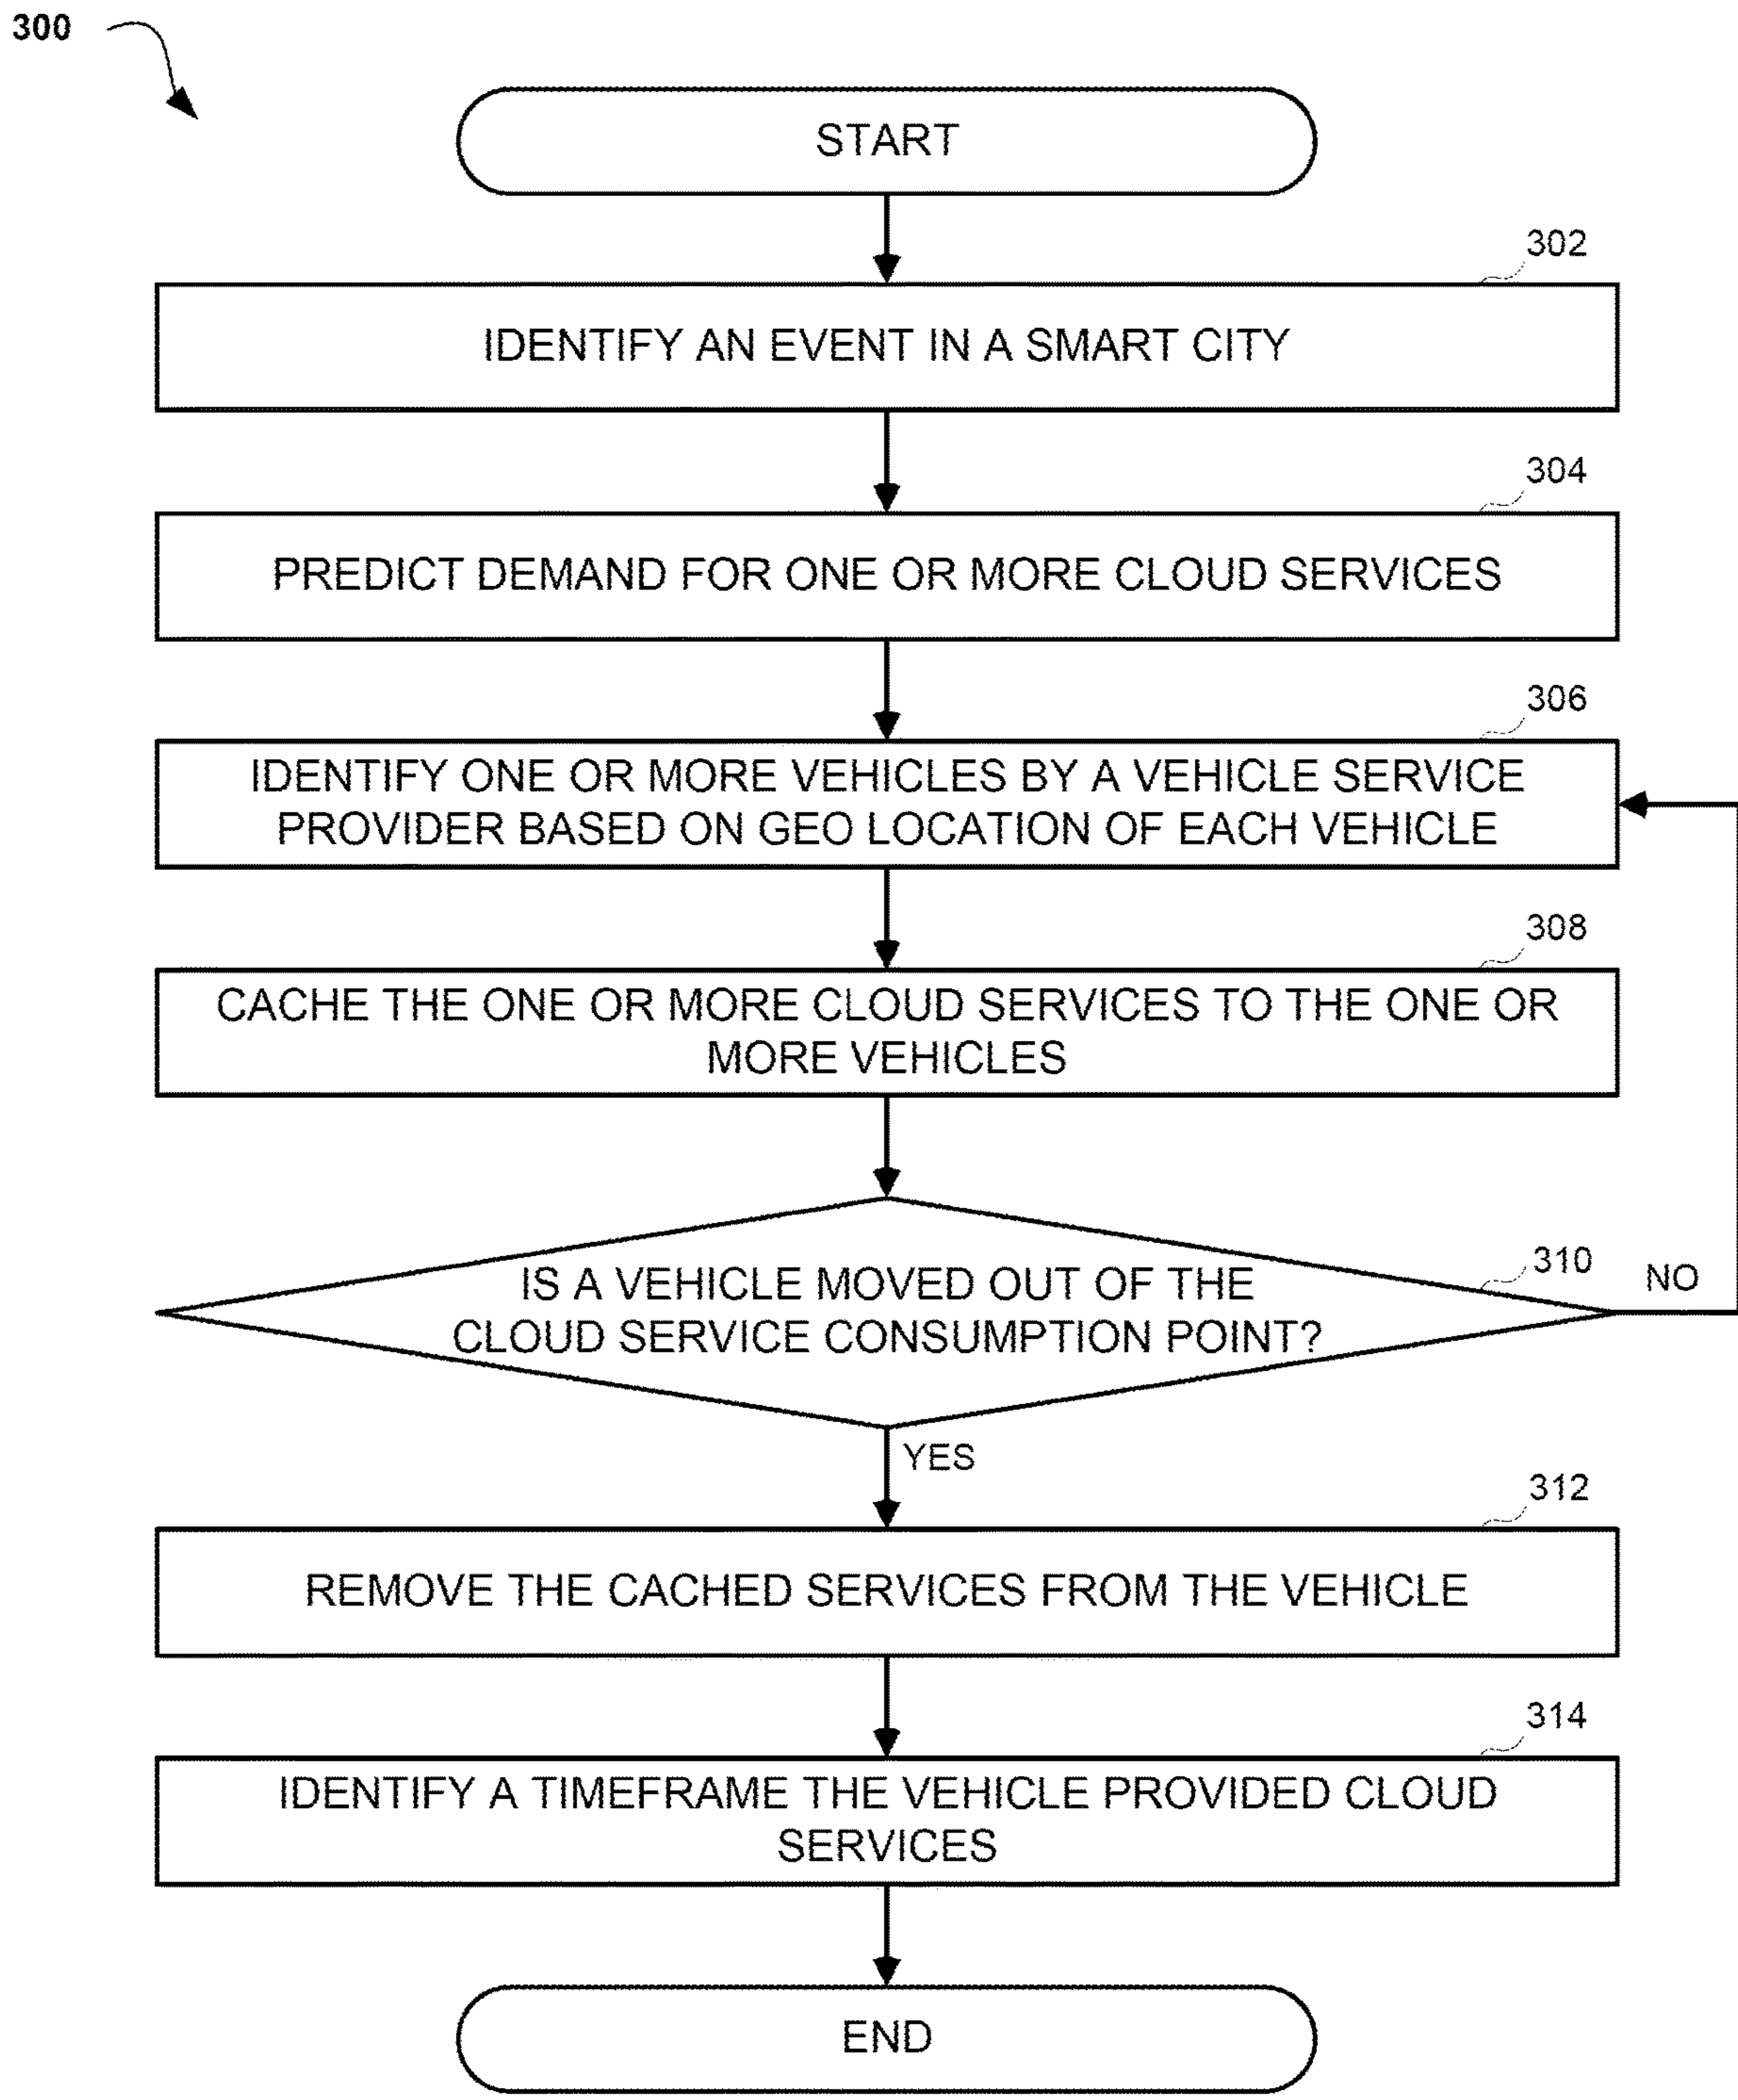 300
START
302
IDENTIFY AN EVENT IN A SMART CITY
304
PREDICT DEMAND FOR ONE OR MORE CLOUD SERVICES
306
IDENTIFY ONE OR MORE VEHICLES BY A VEHICLE SERVICE
PROVIDER BASED ON GEO LOCATION OF EACH VEHICLE
308
CACHE THE ONE OR MORE CLOUD SERVICES TO THE ONE OR
MORE VEHICLES
310
NO
IS A VEHICLE MOVED OUT OF THE
CLOUD SERVICE CONSUMPTION POINT?
YES
312
REMOVE THE CACHED SERVICES FROM THE VEHICLE
314
IDENTIFY A TIMEFRAME THE VEHICLE PROVIDED CLOUD
SERVICES
END